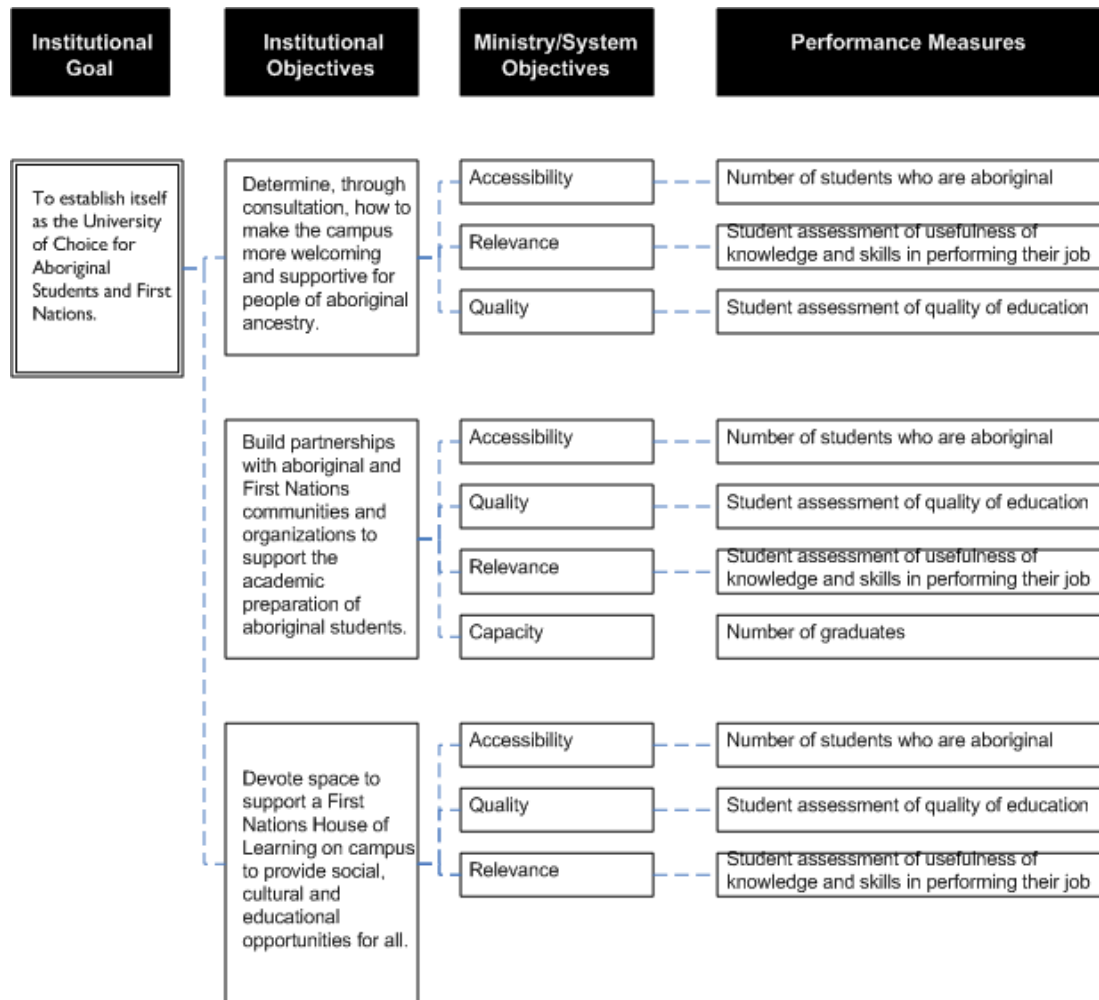 Institutional
Goal
Institutional
Objectives
Ministry/System
Objectives
Performance Measures
To establish itself
as the University
of Choice for
Aboriginal
Students and First
Nations.
Determine, through
consultation, how to
make the campus
more welcoming
and supportive for
people of aboriginal
ancestry.
Accessibility
Number of students who are aboriginal
Relevance
Student assessment of usefulness of
knowledge and skills in performing their job
Quality
Student assessment of quality of education
Build partnerships
with aboriginal and
First Nations
communities and
organizations to
support the
academic
preparation of
aboriginal students.
Accessibility
Number of students who are aboriginal
Quality
Student assessment of quality of education
Relevance
Student assessment of usefulness of
knowledge and skills in performing their job
Capacity
Number of graduates
Devote space to
support a First
Nations House of
Learning on campus
to provide social,
cultural and
educational
opportunities for all.
Accessibility
Number of students who are aboriginal
Quality
Student assessment of quality of education
Relevance
Student assessment of usefulness of
knowledge and skills in performing their job